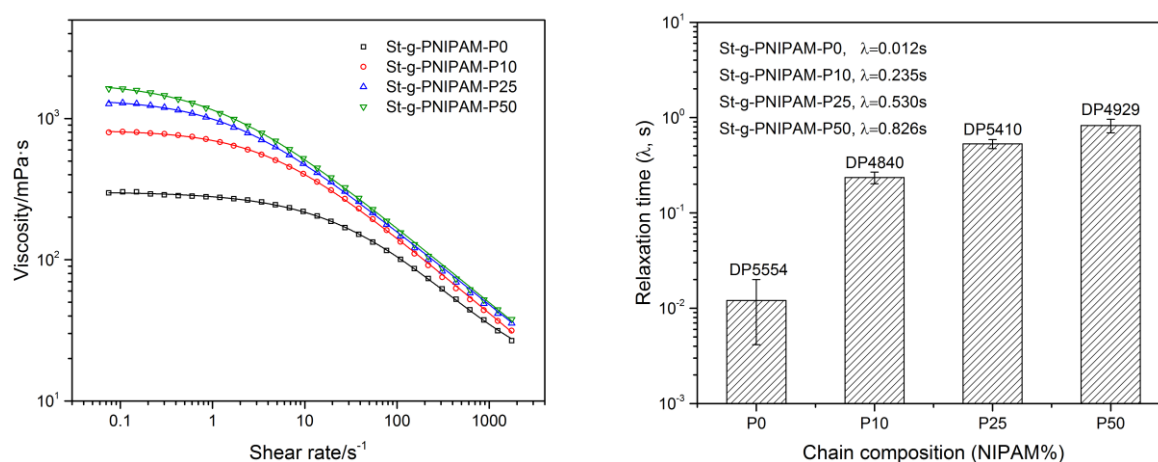 St-g-PNIPAM-P0
St-g-PNIPAM-P10
St-g-PNIPAM-P25
St-g-PNIPAM-P50
10³
10²
10¹
Viscosity/mPa·s
0.1 1 10 100 1000
Shear rate/s⁻¹
St-g-PNIPAM-P0, λ=0.012s
St-g-PNIPAM-P10, λ=0.235s
St-g-PNIPAM-P25, λ=0.530s
St-g-PNIPAM-P50, λ=0.826s
DP5554
DP4840
DP5410
DP4929
10¹
10⁰
10⁻¹
10⁻²
10⁻³
Relaxation time (λ, s)
P0 P10 P25 P50
Chain composition (NIPAM%)